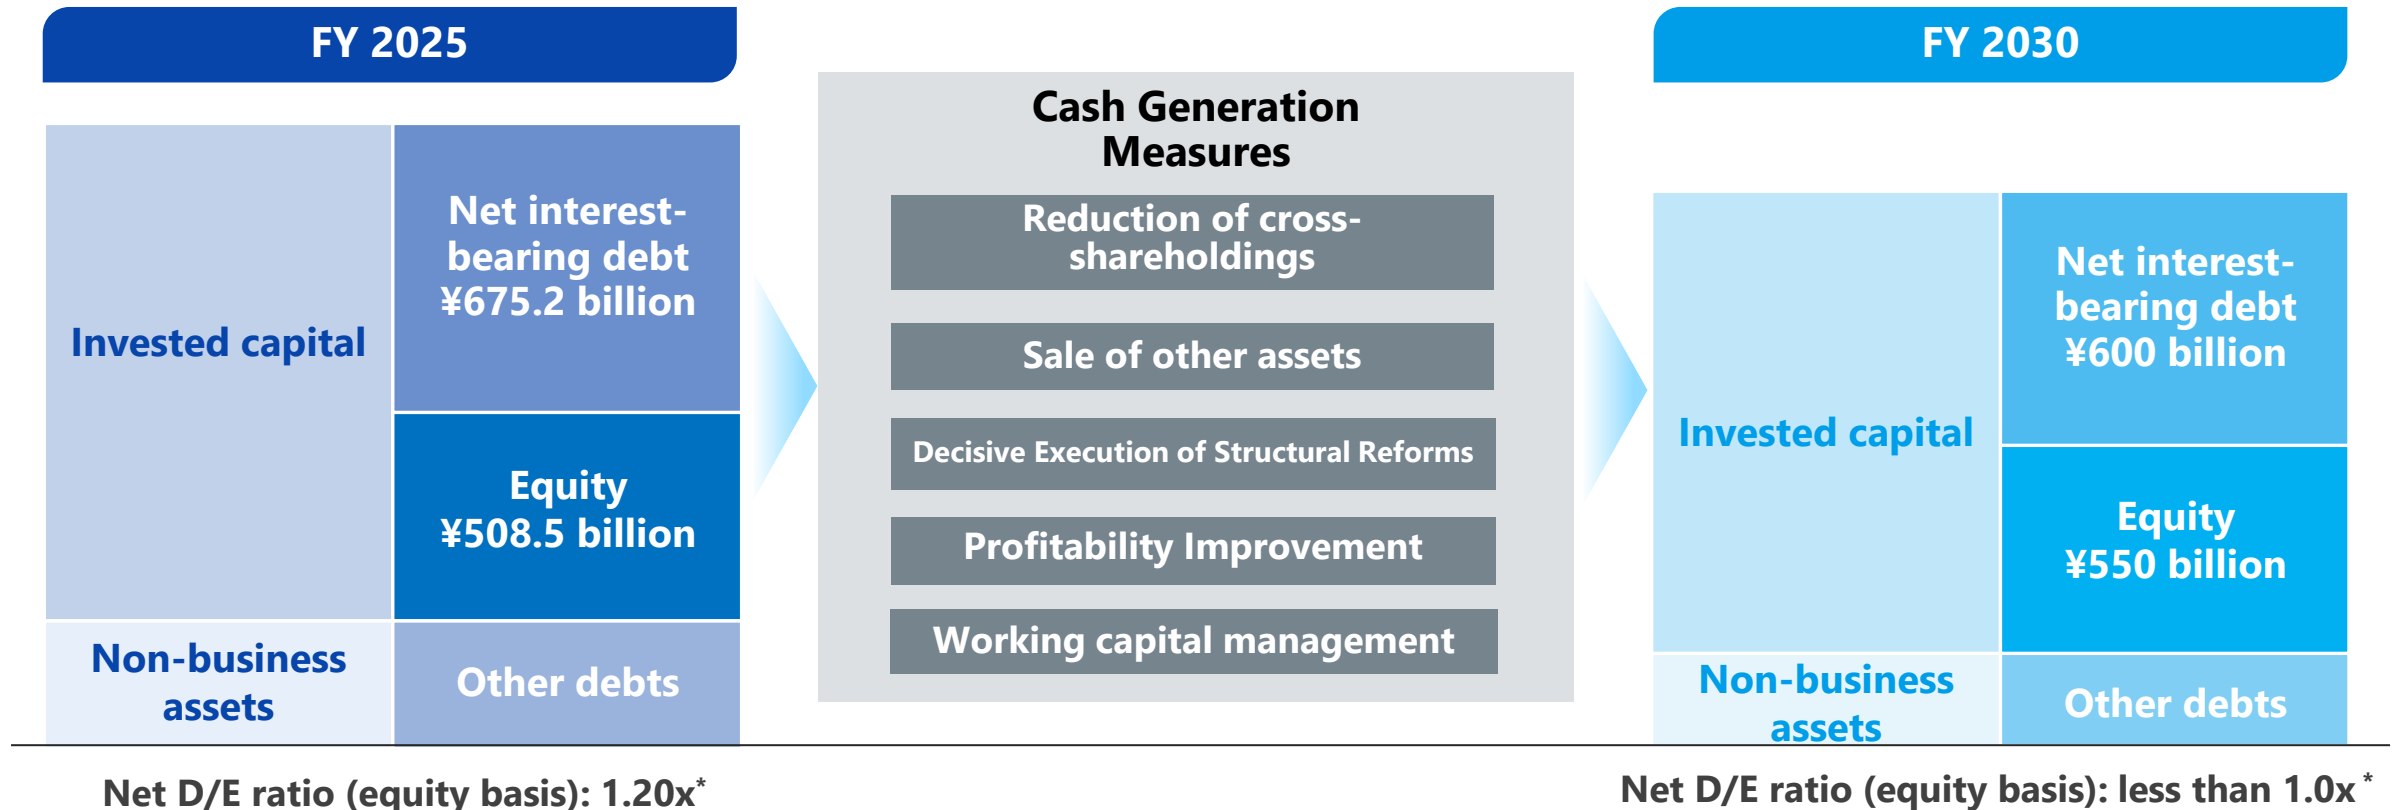 FY 2025
Invested capital
Net interest-
bearing debt
¥675.2 billion
Equity
¥508.5 billion
Non-business
assets
Other debts
Net D/E ratio (equity basis): 1.20x*
Cash Generation
Measures
Reduction of cross-
shareholdings
Sale of other assets
Decisive Execution of Structural Reforms
Profitability Improvement
Working capital management
FY 2030
Invested capital
Net interest-
bearing debt
¥600 billion
Equity
¥550 billion
Non-business
assets
Other debts
Net D/E ratio (equity basis): less than 1.0x *